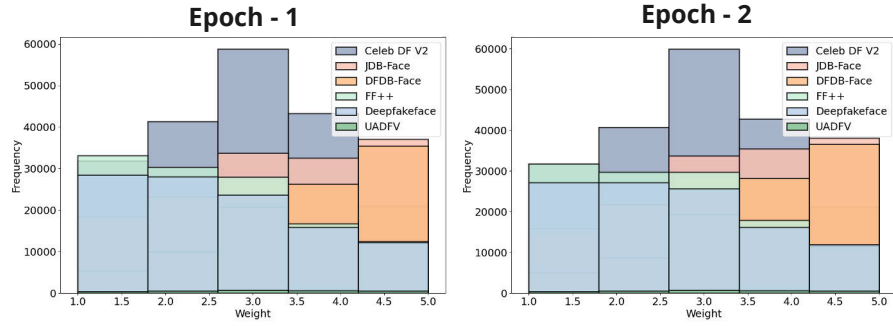 Epoch - 1
60000
50000
40000
30000
20000
10000
0
Frequency
1.0 1.5 2.0 2.5 3.0 3.5 4.0 4.5 5.0
Weight
Celeb DF V2
JDB-Face
DFDB-Face
FF++
Deepfakeface
UADFV
Epoch - 2
60000
50000
40000
30000
20000
10000
0
Frequency
1.0 1.5 2.0 2.5 3.0 3.5 4.0 4.5 5.0
Weight
Celeb DF V2
JDB-Face
DFDB-Face
FF++
Deepfakeface
UADFV